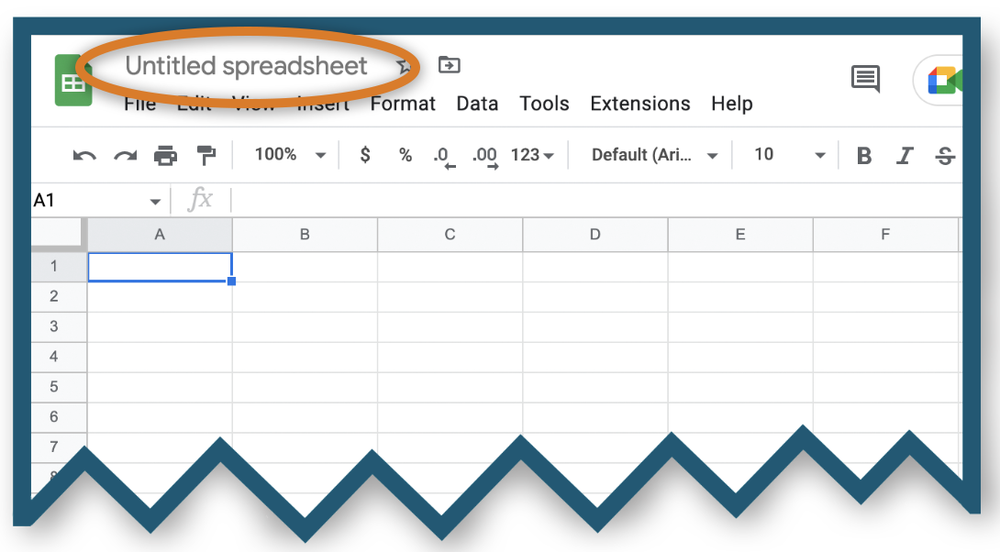 Untitled spreadsheet
File Edit View Insert Format Data Tools Extensions Help
100% $ % .0 .00 123 Default (Ari... 10 B I S
A1 fx
A B C D E F
1
2
3
4
5
6
7
8